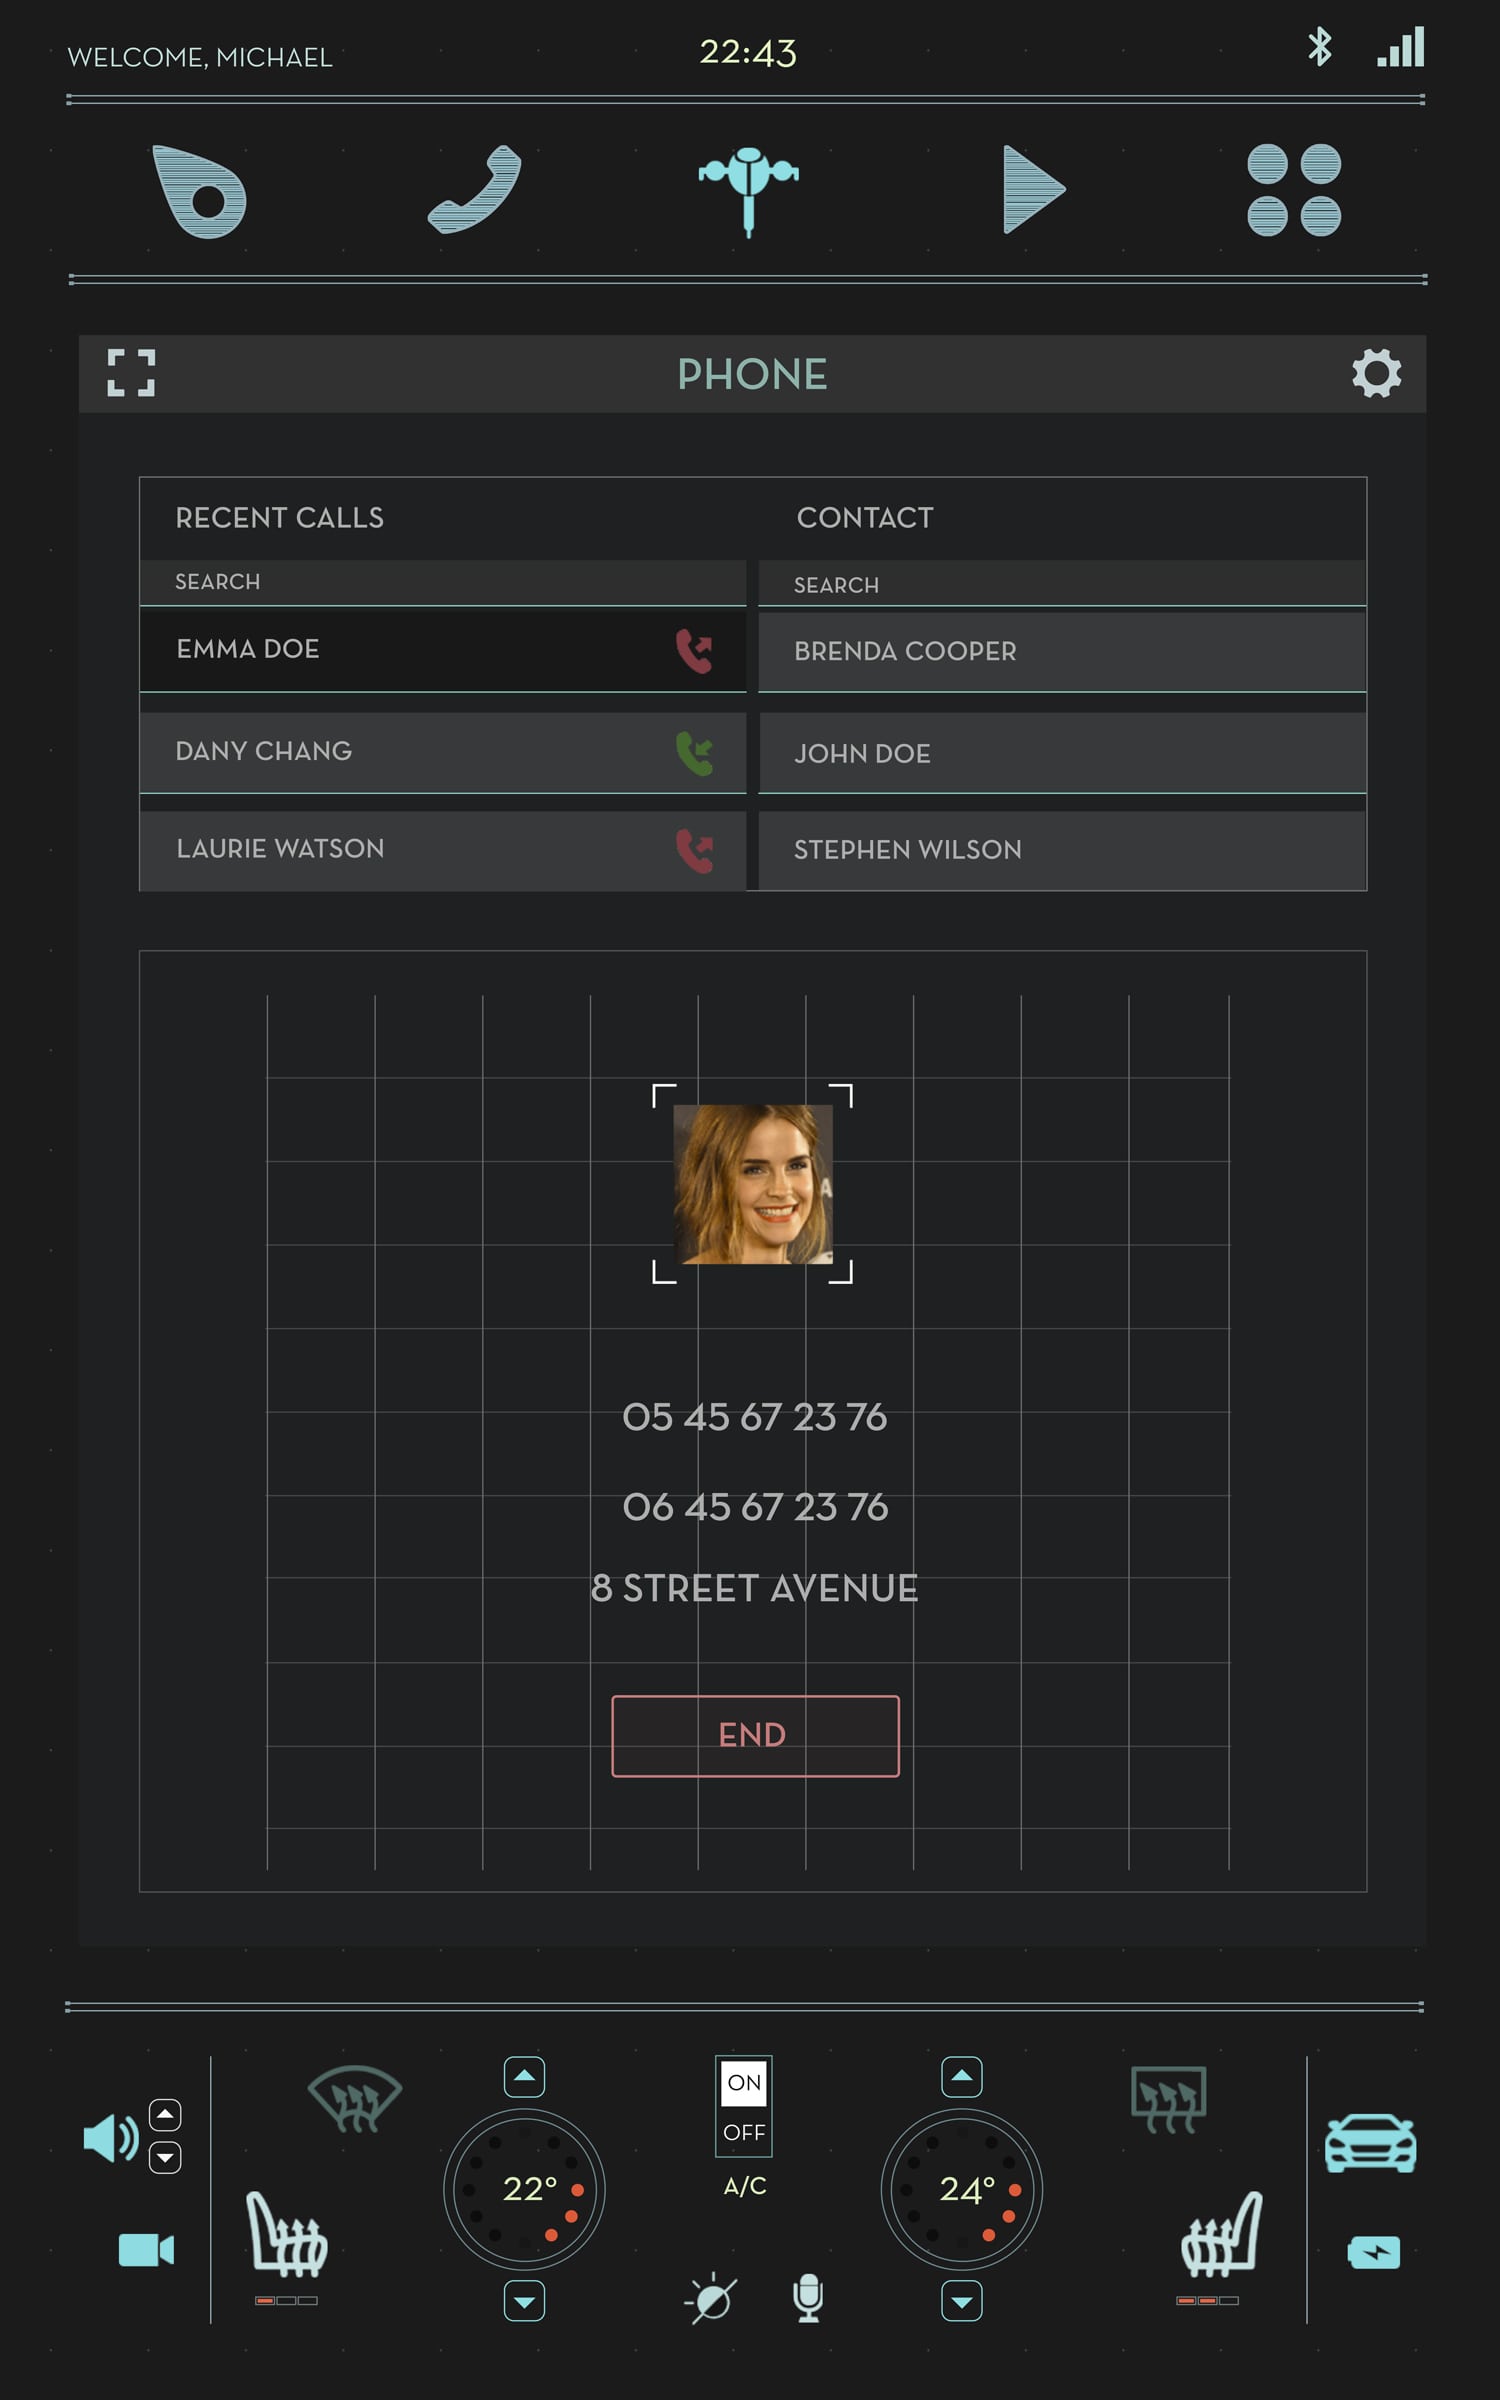 WELCOME, MICHAEL
22:43
PHONE
RECENT CALLS
CONTACT
SEARCH
SEARCH
EMMA DOE
BRENDA COOPER
DANY CHANG
JOHN DOE
LAURIE WATSON
STEPHEN WILSON
A
05 45 67 23 76
06 45 67 23 76
8 STREET AVENUE
END
ON
OFF
22°
A/C
24°